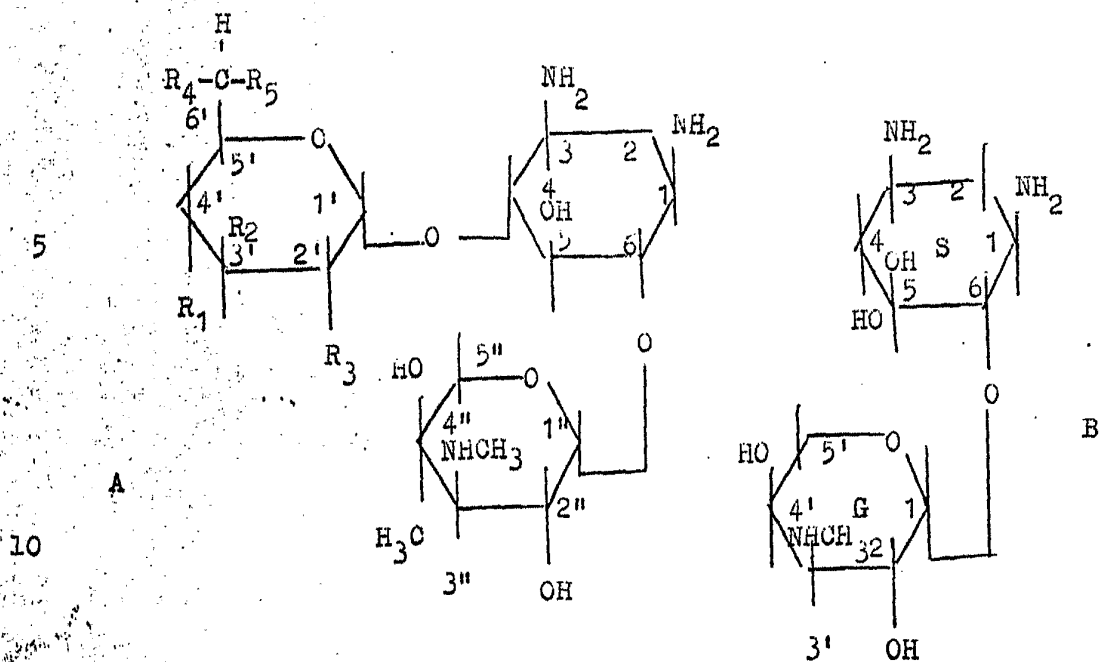 H
R4-C-R5
6'
NH2
O
5'
3
2
NH2
NH2
4'
1'
4
1
3
2
NH2
R2
O
OH
5
3'
2'
5
6
4
S
1
OH
R1
5
6
HO
R3
5"
O
O
HO
O
4"
1"
B
NHCH3
HO
5'
O
A
2"
4'
G
1
10
H3C
NHCH32
3"
OH
3'
OH